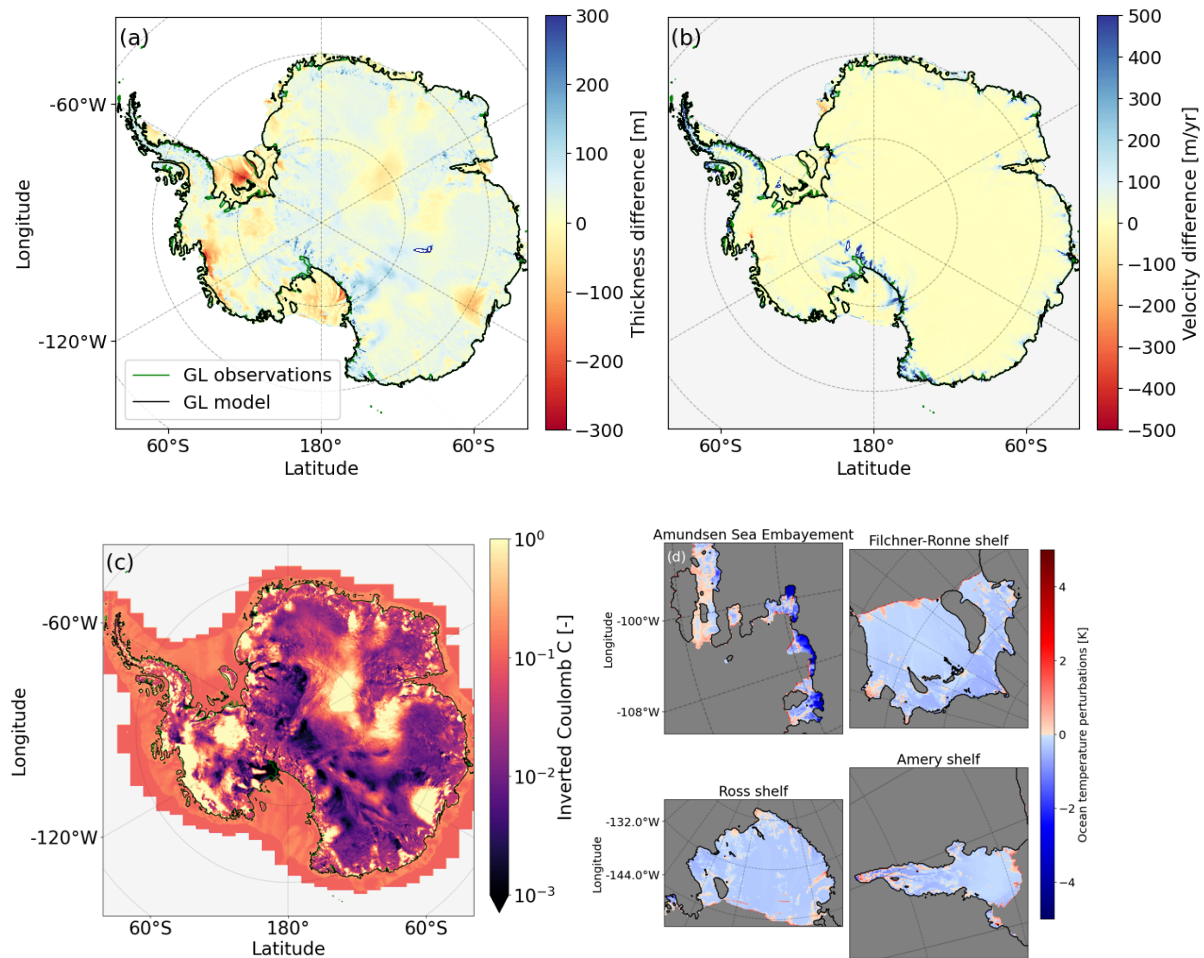 (a)
-60°W
-120°W
Longitude
60°S 180° 60°S
Latitude
GL observations
GL model
300
200
100
0
−100
−200
−300
Thickness difference [m]
(b)
60°S 180° 60°S
Latitude
500
400
300
200
100
0
−100
−200
−300
−400
−500
Velocity difference [m/yr]
(c)
-60°W
-120°W
Longitude
60°S 180° 60°S
Latitude
10⁰
10⁻¹
10⁻²
10⁻³
Inverted Coulomb C [-]
Amundsen Sea Embayement
(d)
-100°W
-108°W
Longitude
Filchner-Ronne shelf
Ross shelf
-132.0°W
-144.0°W
Longitude
Amery shelf
4
2
0
−2
−4
Ocean temperature perturbations [K]